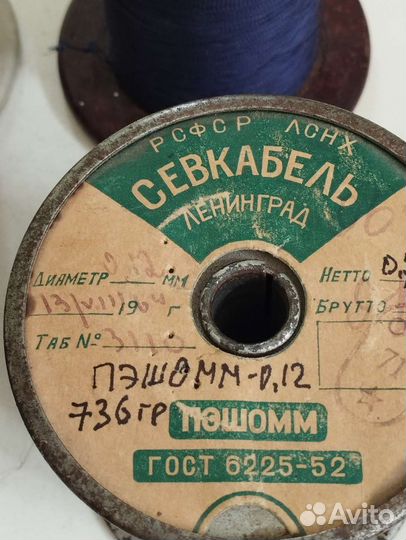 РСФСР ЛСНХ
СЕВКАБЕЛЬ
ЛЕНИНГРАД
ДИАМЕТР 0,12 ММ
НЕТТО
13/VIII 1964 Г
БРУТТО
ТАБ №
ПЭШОММ-0,12
736 ГР
ПЭШОММ
ГОСТ 6225-52
Avito